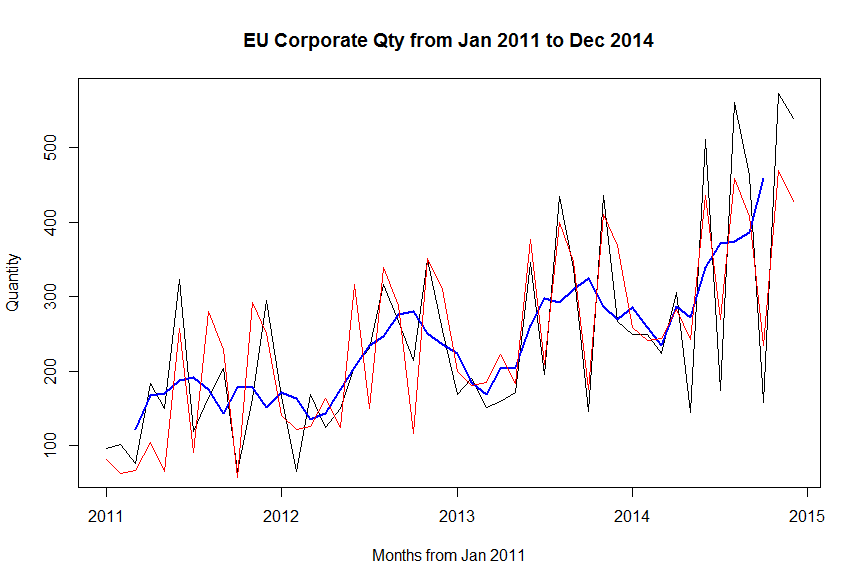 EU Corporate Qty from Jan 2011 to Dec 2014
Quantity
500
400
300
200
100
2011 2012 2013 2014 2015
Months from Jan 2011